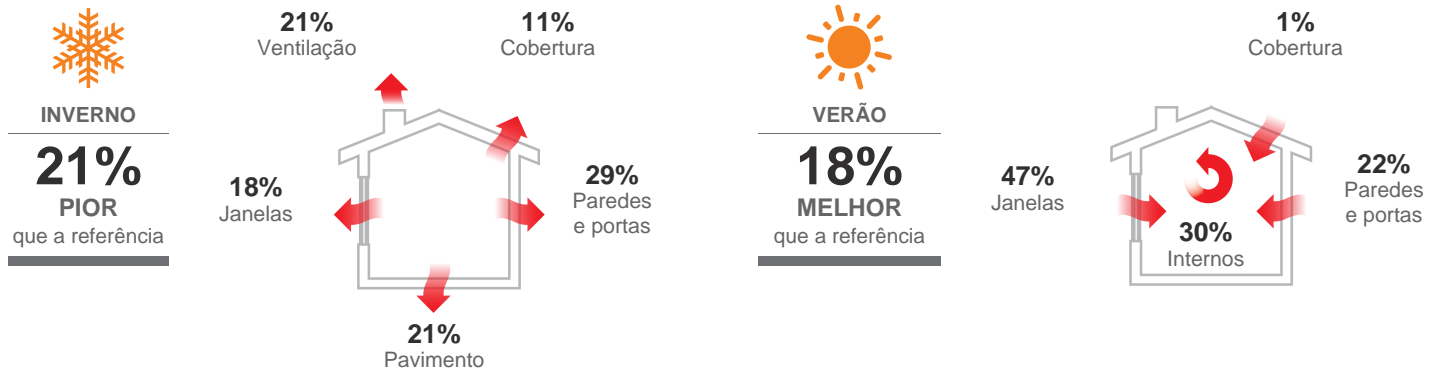 INVERNO
21%
PIOR
que a referência
21%
Ventilação
11%
Cobertura
18%
Janelas
29%
Paredes
e portas
21%
Pavimento
VERÃO
18%
MELHOR
que a referência
1%
Cobertura
47%
Janelas
22%
Paredes
e portas
30%
Internos